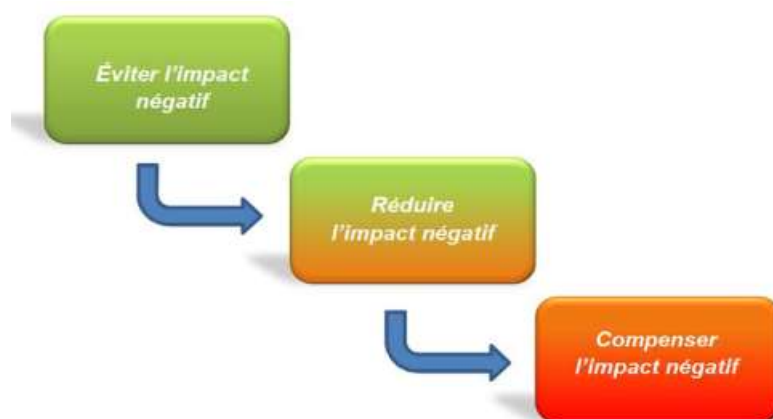 Éviter l’impact
négatif
Réduire
l’impact négatif
Compenser
l’impact négatif